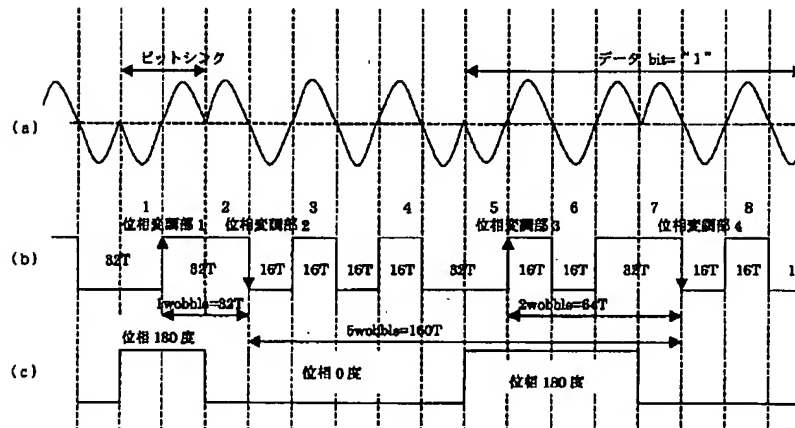 ビットシンク
データ bit= "1"
(a)
1 2 3 4 5 6 7 8
位相変調部1 位相変調部2 位相変調部3 位相変調部4
(b)
32T 32T 16T 16T 16T 16T 32T 16T 16T 32T 16T 16T 1
1wobble=32T
2wobble=64T
5wobble=160T
位相 180 度
(c)
位相 0 度
位相 180 度